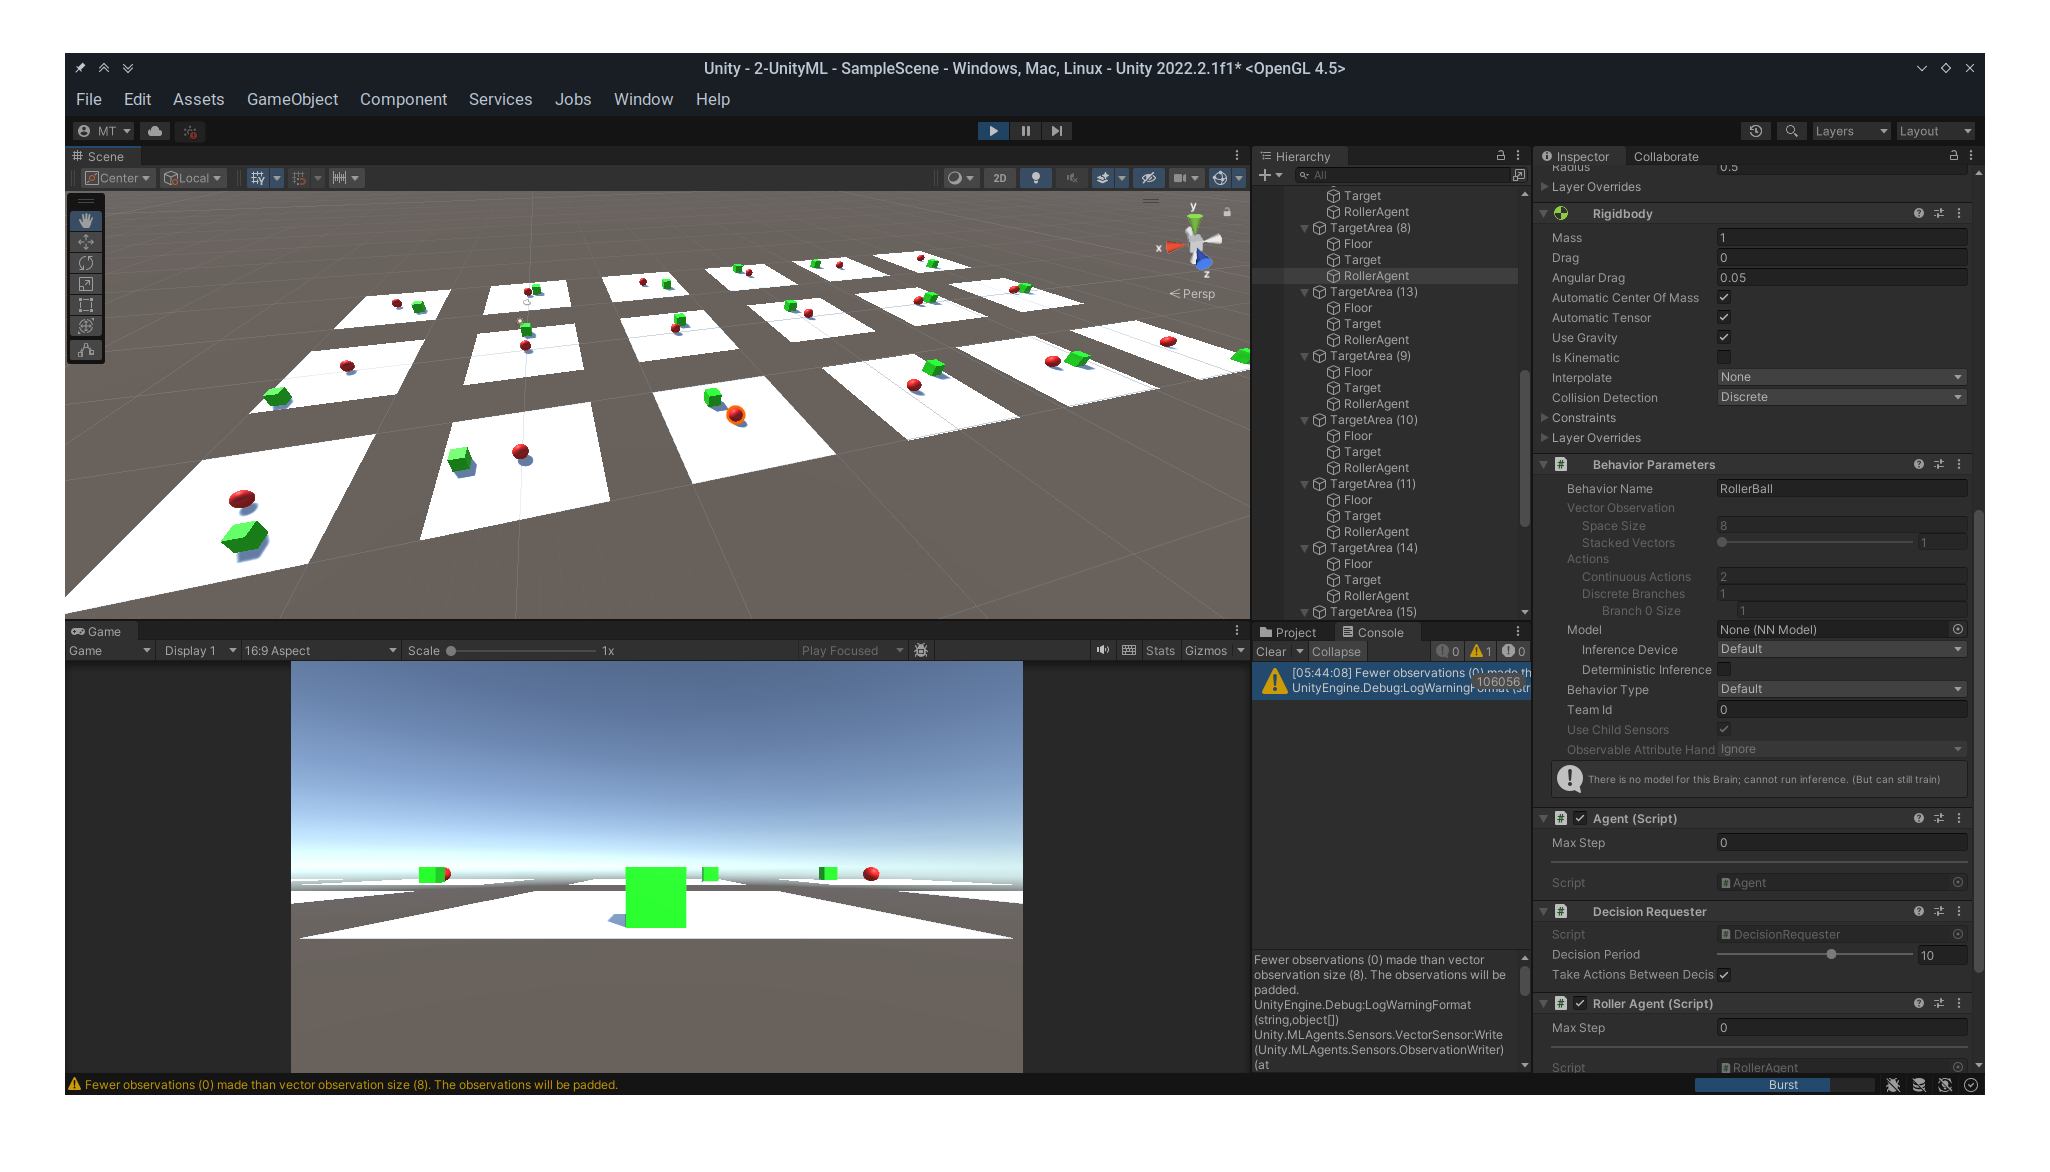 Unity - 2-UnityML - SampleScene - Windows, Mac, Linux - Unity 2022.2.1f1* <OpenGL 4.5>
File Edit Assets GameObject Component Services Jobs Window Help
MT Layers Layout
Scene
Center Local 2D
y
x
z
Persp
Hierarchy
All
Target
RollerAgent
TargetArea (8)
Floor
Target
RollerAgent
TargetArea (13)
Floor
Target
RollerAgent
TargetArea (9)
Floor
Target
RollerAgent
TargetArea (10)
Floor
Target
RollerAgent
TargetArea (11)
Floor
Target
RollerAgent
TargetArea (14)
Floor
Target
RollerAgent
TargetArea (15)
Inspector Collaborate
Radius 0.5
Layer Overrides
Rigidbody
Mass 1
Drag 0
Angular Drag 0.05
Automatic Center Of Mass
Automatic Tensor
Use Gravity
Is Kinematic
Interpolate None
Collision Detection Discrete
Constraints
Layer Overrides
Behavior Parameters
Behavior Name RollerBall
Vector Observation
Space Size 8
Stacked Vectors 1
Actions
Continuous Actions 2
Discrete Branches 1
Branch 0 Size 1
Model None (NN Model)
Inference Device Default
Deterministic Inference
Behavior Type Default
Team Id 0
Use Child Sensors
Observable Attribute Hand Ignore
There is no model for this Brain; cannot run inference. (But can still train)
Agent (Script)
Max Step 0
Script Agent
Decision Requester
Script DecisionRequester
Decision Period 10
Take Actions Between Decis
Roller Agent (Script)
Max Step 0
Script RollerAgent
Game
Game Display 1 16:9 Aspect Scale 1x Play Focused Stats Gizmos
Project Console
Clear Collapse 0 1 0
[05:44:08] Fewer observations (0) made th
UnityEngine.Debug:LogWarningFormat (str
106056
Fewer observations (0) made than vector
observation size (8). The observations will be
padded.
UnityEngine.Debug:LogWarningFormat
(string,object[])
Unity.MLAgents.Sensors.VectorSensor:Write
(Unity.MLAgents.Sensors.ObservationWriter)
(at
Fewer observations (0) made than vector observation size (8). The observations will be padded.
Burst